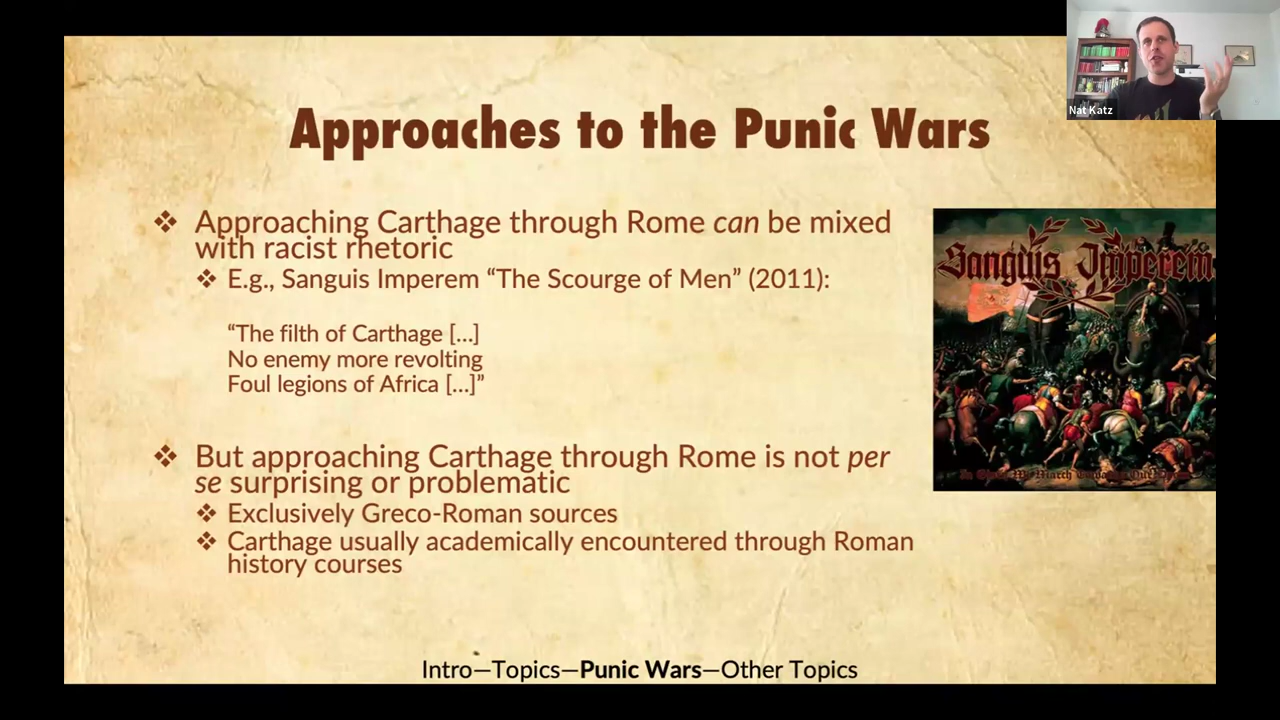 Nat Katz
Approaches to the Punic Wars
❖ Approaching Carthage through Rome can be mixed
with racist rhetoric
❖ E.g., Sanguis Imperem “The Scourge of Men” (2011):
“The filth of Carthage [...]
No enemy more revolting
Foul legions of Africa [...]”
Sanguis Imperem
❖ But approaching Carthage through Rome is not per
se surprising or problematic
❖ Exclusively Greco-Roman sources
❖ Carthage usually academically encountered through Roman
history courses
Intro—Topics—Punic Wars—Other Topics